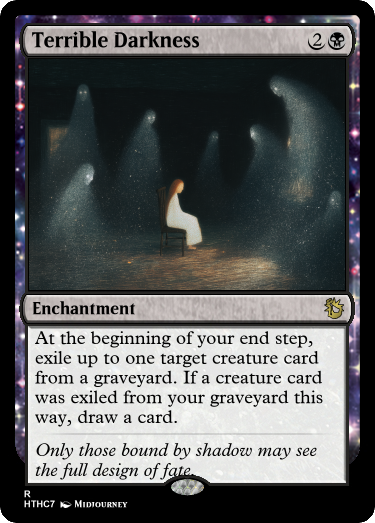 Terrible Darkness 2
Enchantment
At the beginning of your end step,
exile up to one target creature card
from a graveyard. If a creature card
was exiled from your graveyard this
way, draw a card.
Only those bound by shadow may see
the full design of fate.
R
HTHC7 Midjourney